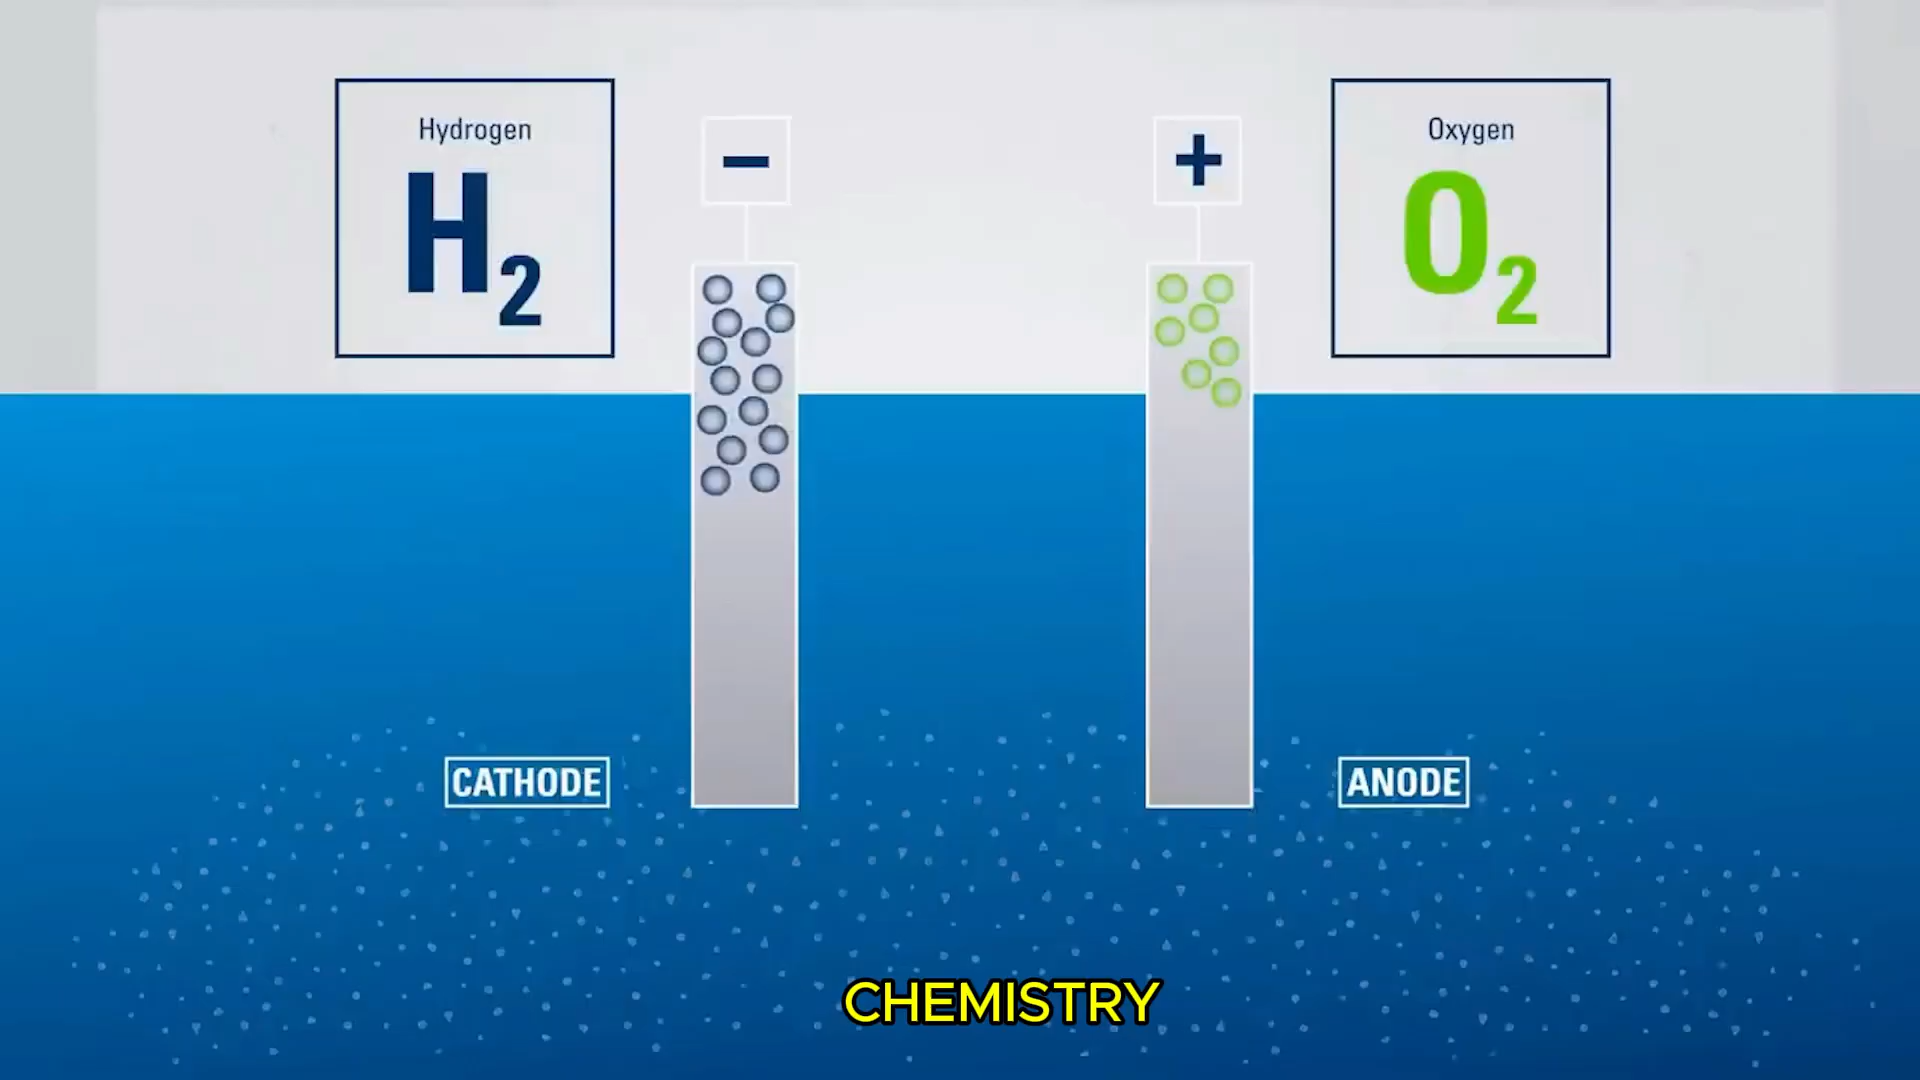 Hydrogen
H2
−
+
Oxygen
O2
CATHODE
ANODE
CHEMISTRY